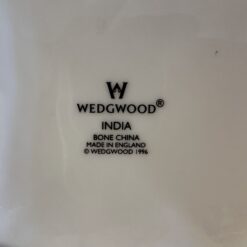 W
WEDGWOOD®
INDIA
BONE CHINA
MADE IN ENGLAND
© WEDGWOOD 1996